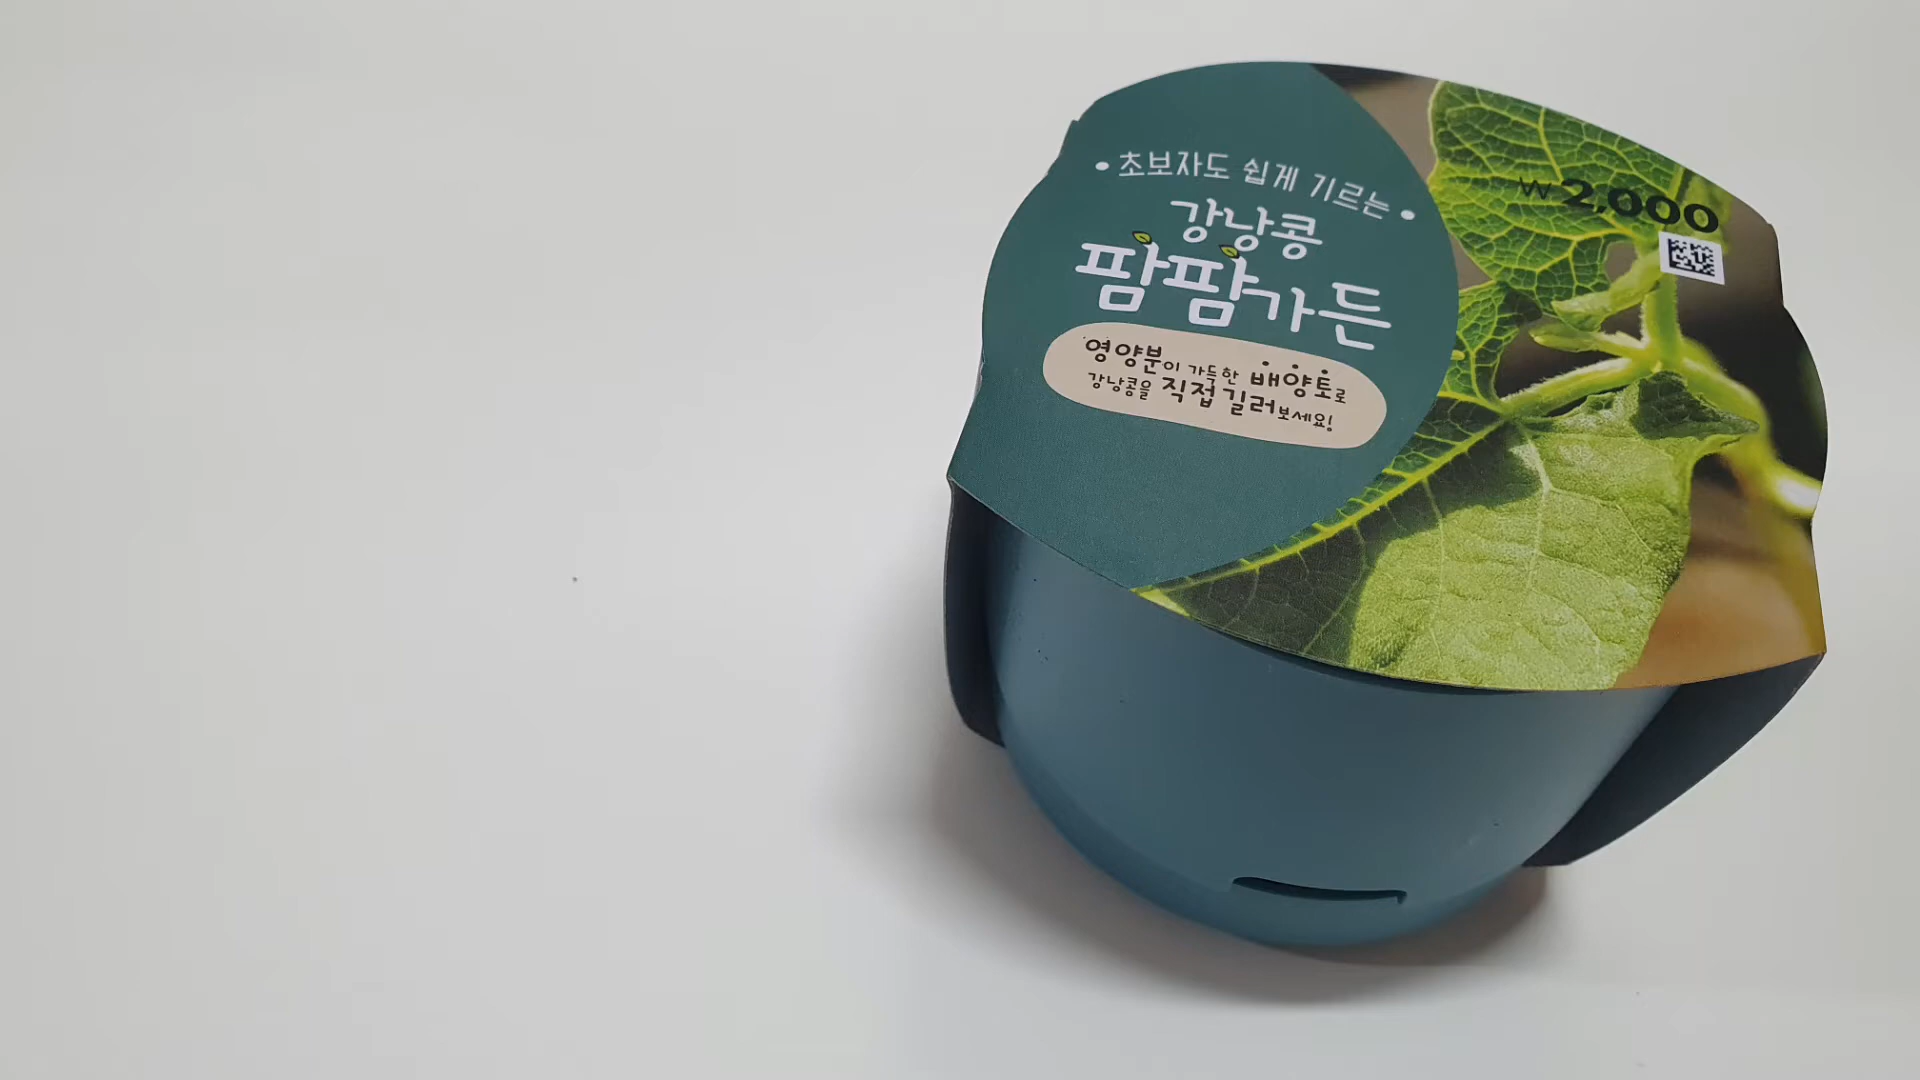 • 초보자도 쉽게 기르는 •
강낭콩
팜팜가든
영양분이 가득한 배양토로
강낭콩을 직접 길러보세요!
₩2,000